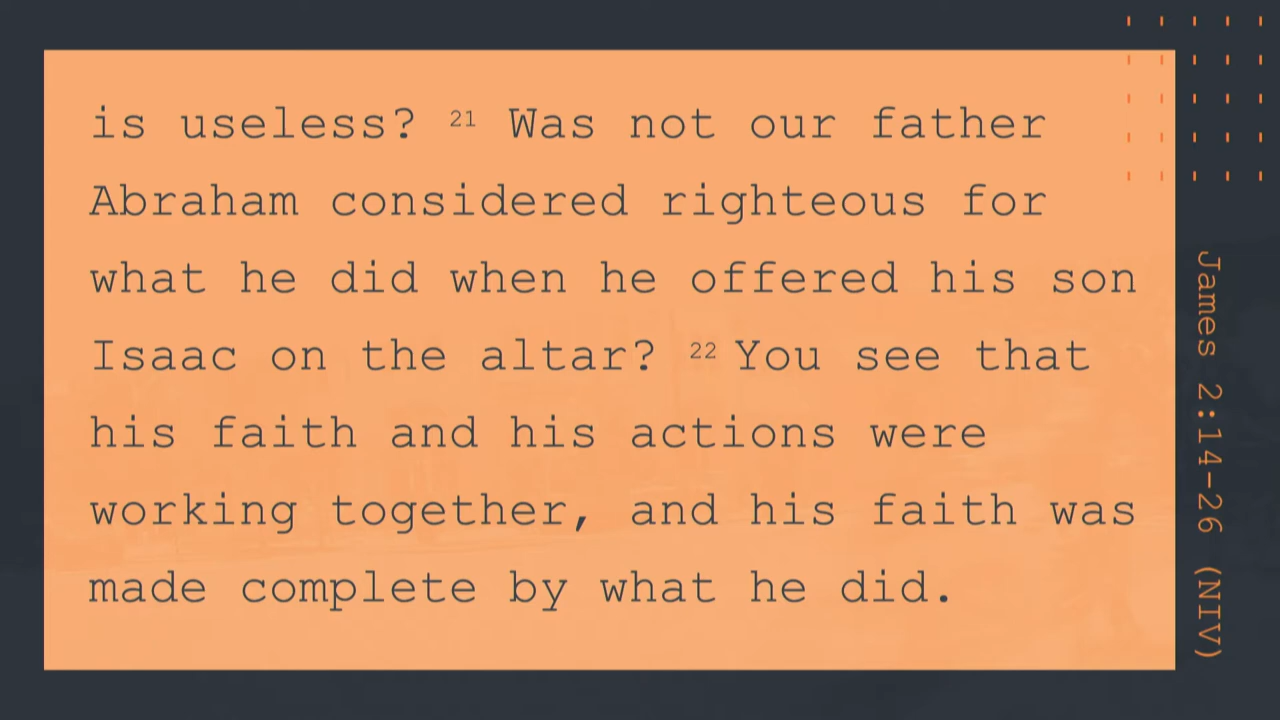 is useless? 21 Was not our father
Abraham considered righteous for
what he did when he offered his son
Isaac on the altar? 22 You see that
his faith and his actions were
working together, and his faith was
made complete by what he did.
James 2:14-26 (NIV)